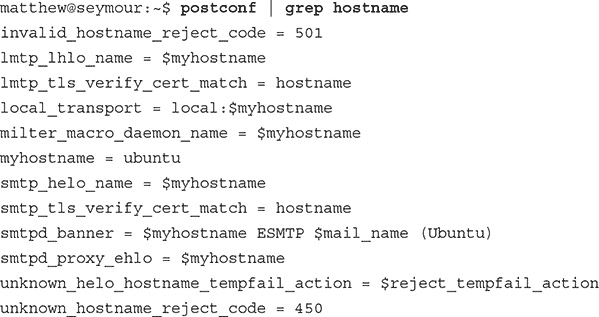 matthew@seymour:~$ postconf | grep hostname
invalid_hostname_reject_code = 501
lmtp_lhlo_name = $myhostname
lmtp_tls_verify_cert_match = hostname
local_transport = local:$myhostname
milter_macro_daemon_name = $myhostname
myhostname = ubuntu
smtp_helo_name = $myhostname
smtp_tls_verify_cert_match = hostname
smtpd_banner = $myhostname ESMTP $mail_name (Ubuntu)
smtpd_proxy_ehlo = $myhostname
unknown_helo_hostname_tempfail_action = $reject_tempfail_action
unknown_hostname_reject_code = 450